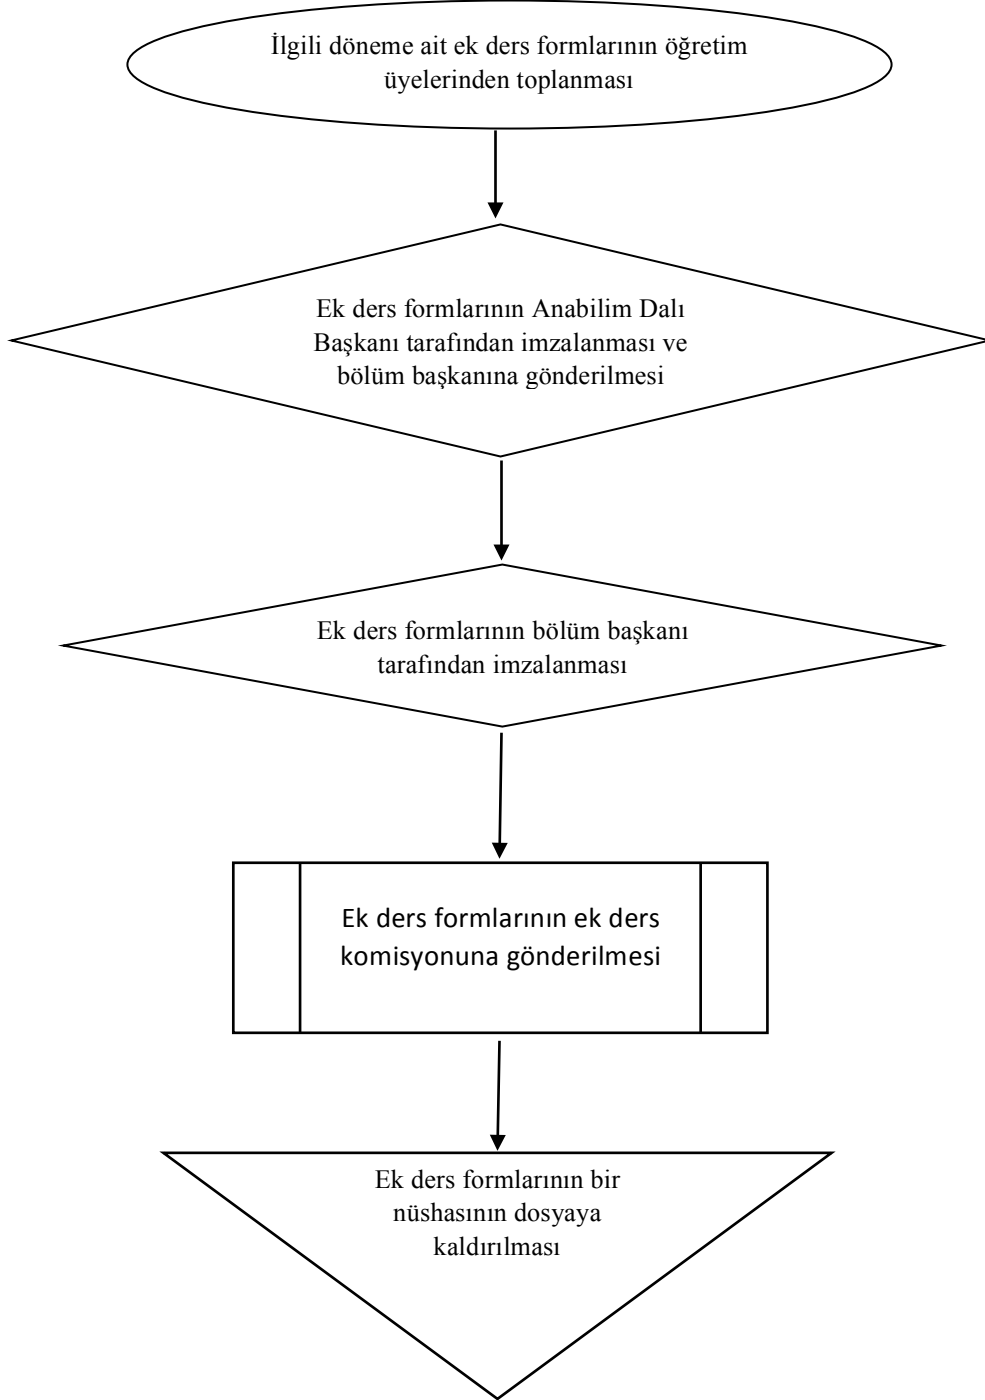 İlgili döneme ait ek ders formlarının öğretim
üyelerinden toplanması
Ek ders formlarının Anabilim Dalı
Başkanı tarafından imzalanması ve
bölüm başkanına gönderilmesi
Ek ders formlarının bölüm başkanı
tarafından imzalanması
Ek ders formlarının ek ders
komisyonuna gönderilmesi
Ek ders formlarının bir
nüshasının dosyaya
kaldırılması